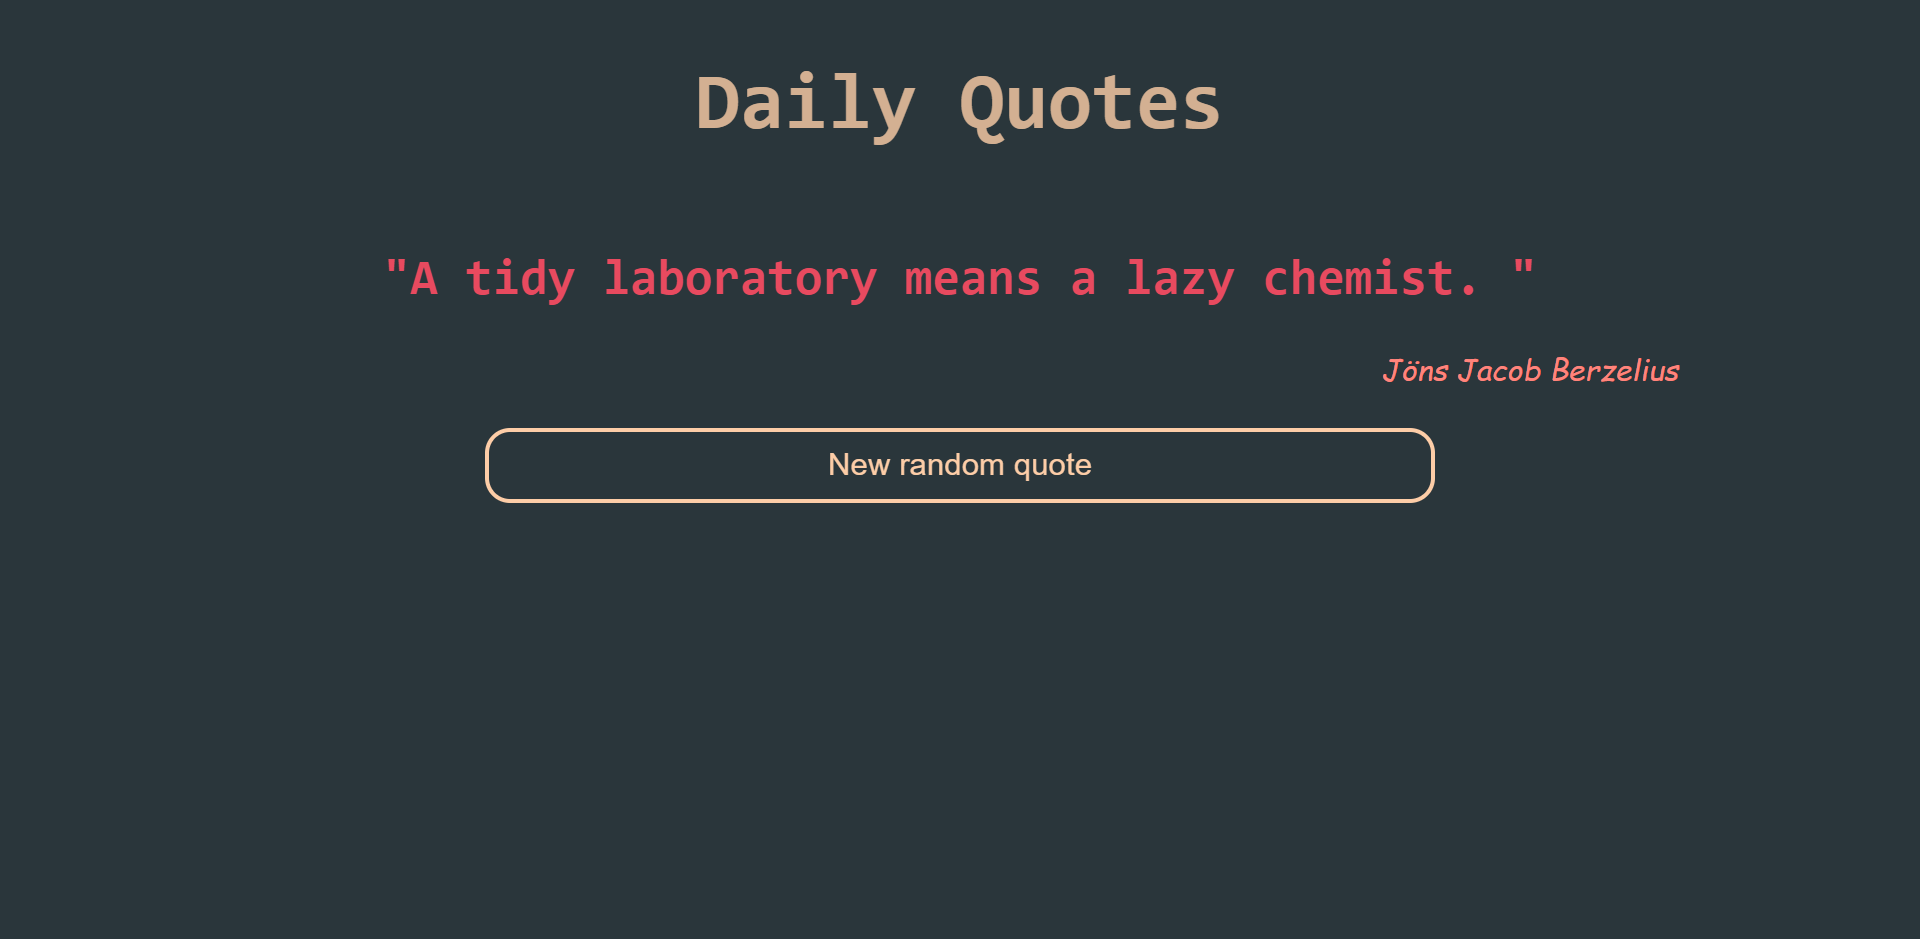 Daily Quotes
"A tidy laboratory means a lazy chemist. "
Jöns Jacob Berzelius
New random quote